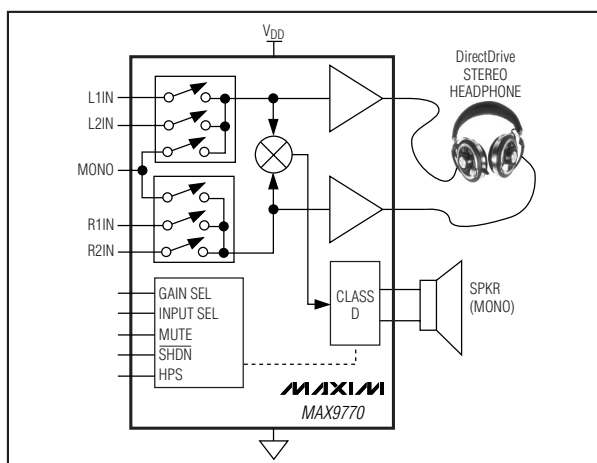 V_DD
L1IN
L2IN
MONO
R1IN
R2IN
GAIN SEL
INPUT SEL
MUTE
SHDN
HPS
CLASS
D
DirectDrive
STEREO
HEADPHONE
SPKR
(MONO)
MAXIM
MAX9770